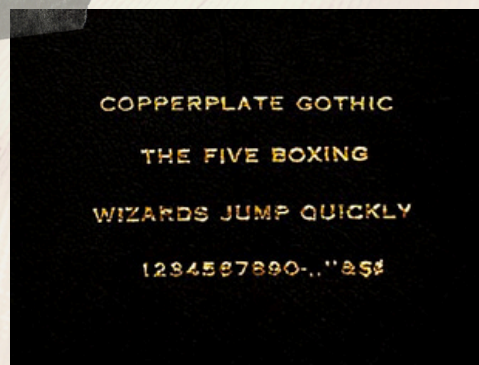 COPPERPLATE GOTHIC
THE FIVE BOXING
WIZARDS JUMP QUICKLY
1234567890-.,"&$¢